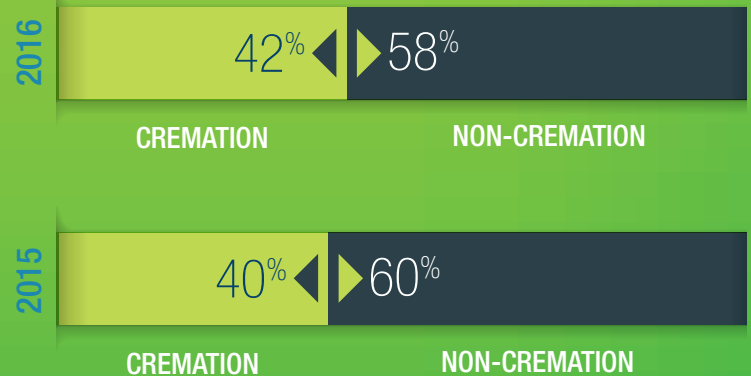 2016
42% 58%
CREMATION NON-CREMATION
2015
40% 60%
CREMATION NON-CREMATION